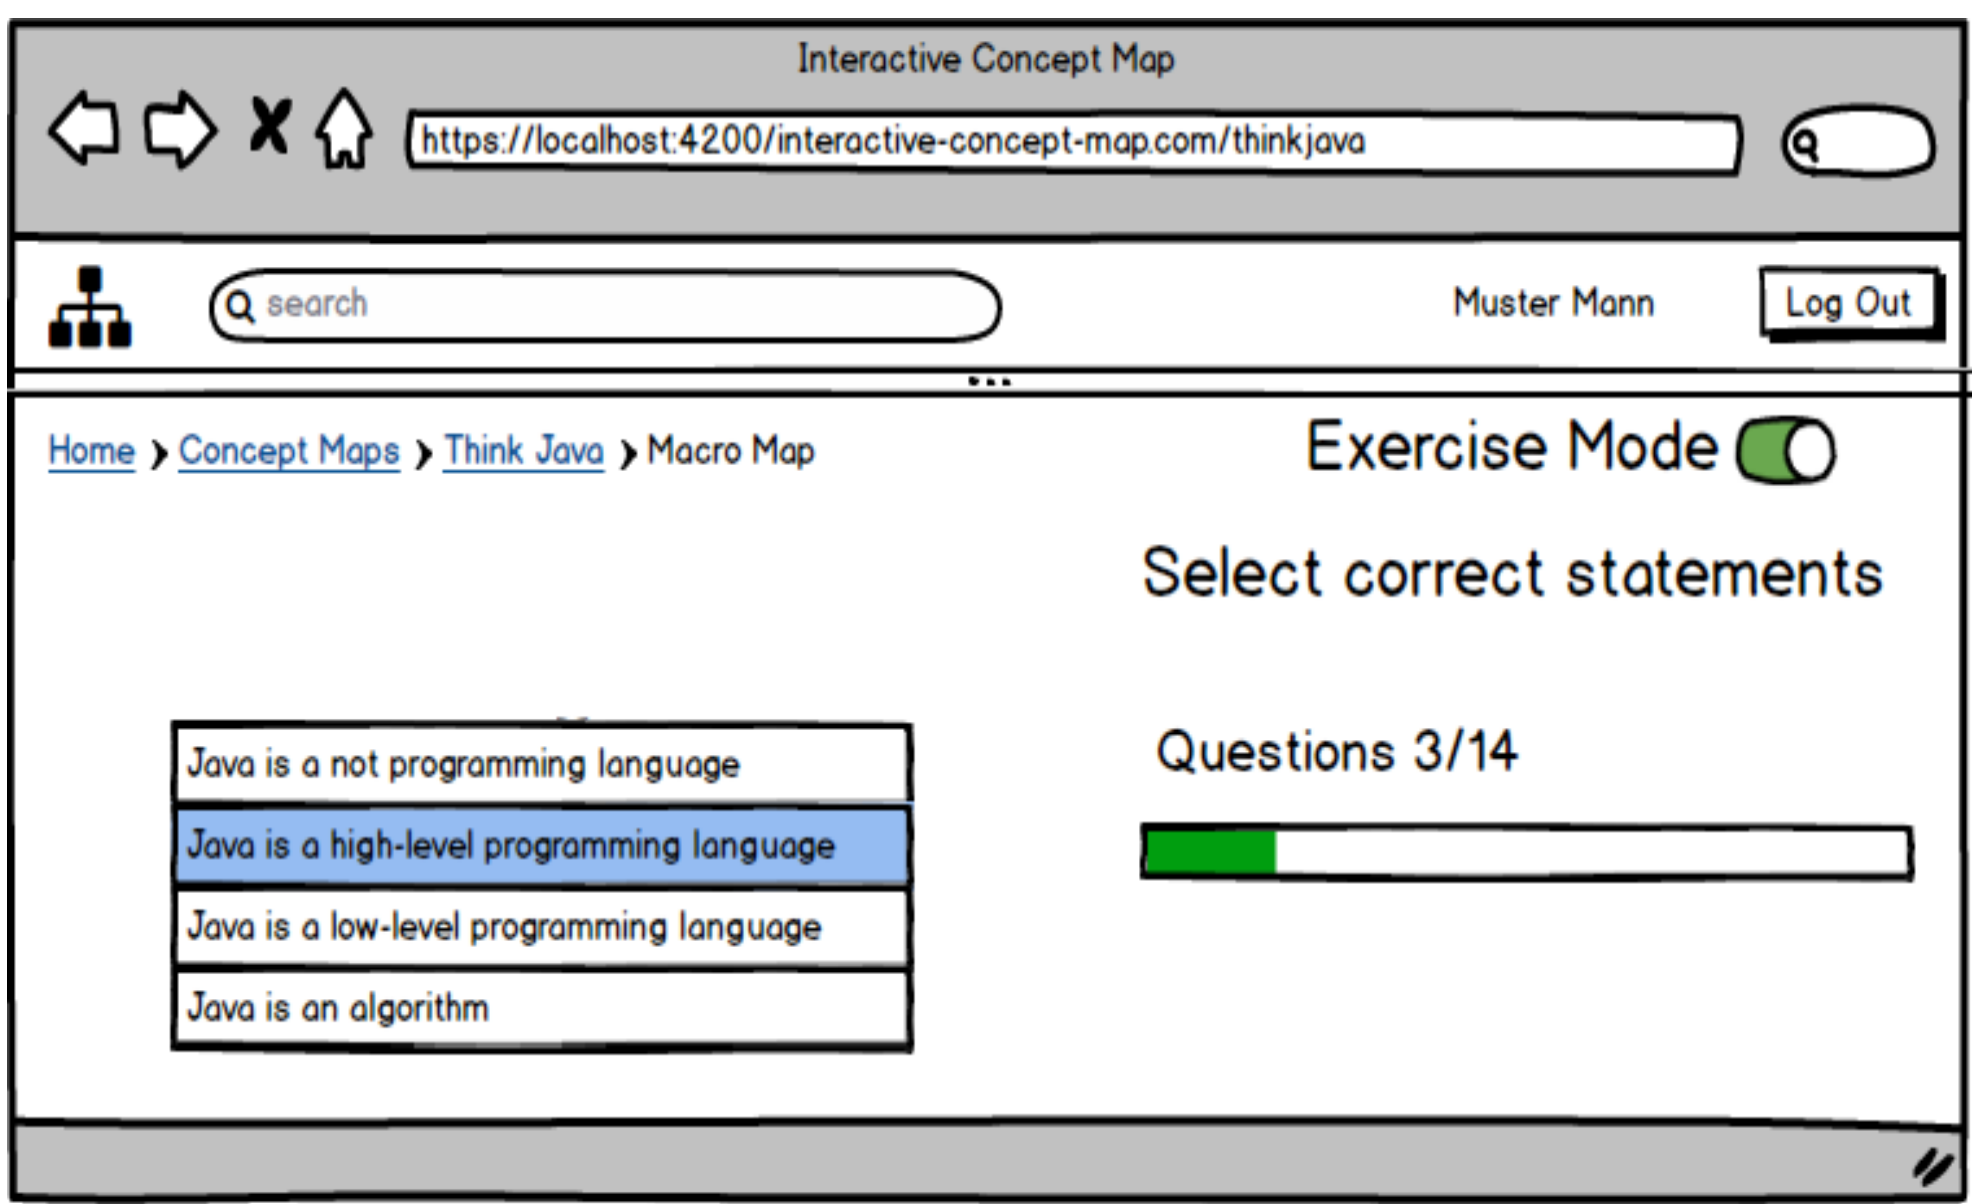 Interactive Concept Map
https://localhost:4200/interactive-concept-map.com/thinkjava
search
Muster Mann
Log Out
Home > Concept Maps > Think Java > Macro Map
Exercise Mode
Select correct statements
Java is a not programming language
Java is a high-level programming language
Java is a low-level programming language
Java is an algorithm
Questions 3/14